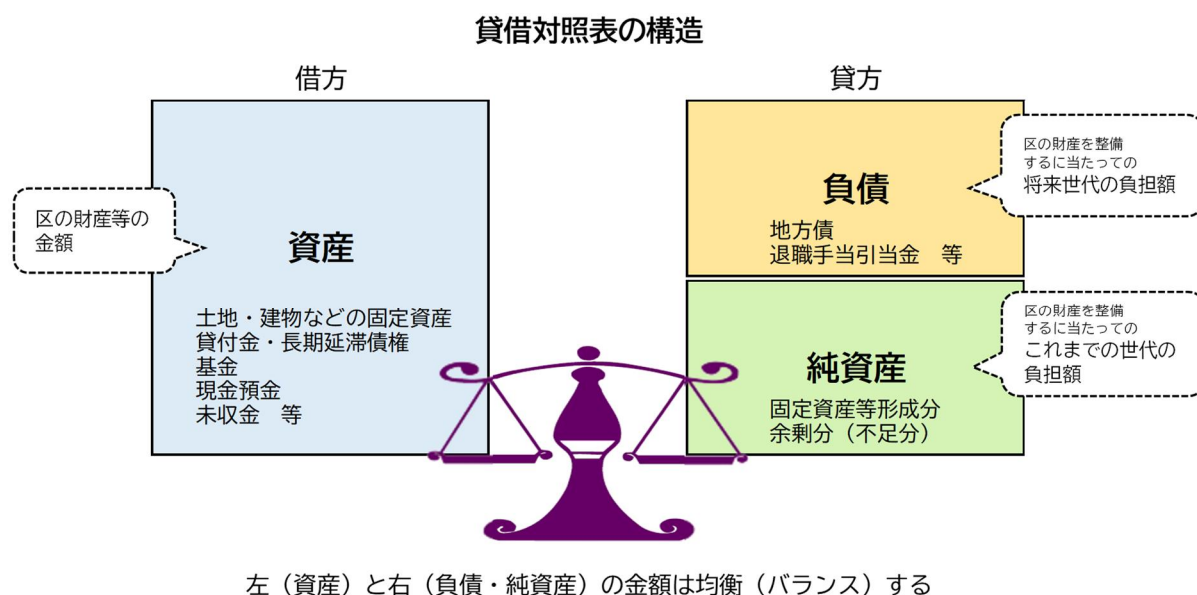 貸借対照表の構造
借方
貸方
区の財産等の
金額
資産
土地・建物などの固定資産
貸付金・長期延滞債権
基金
現金預金
未収金　等
負債
地方債
退職手当引当金　等
区の財産を整備
するに当たっての
将来世代の負担額
純資産
固定資産等形成分
余剰分（不足分）
区の財産を整備
するに当たっての
これまでの世代の
負担額
左（資産）と右（負債・純資産）の金額は均衡（バランス）する